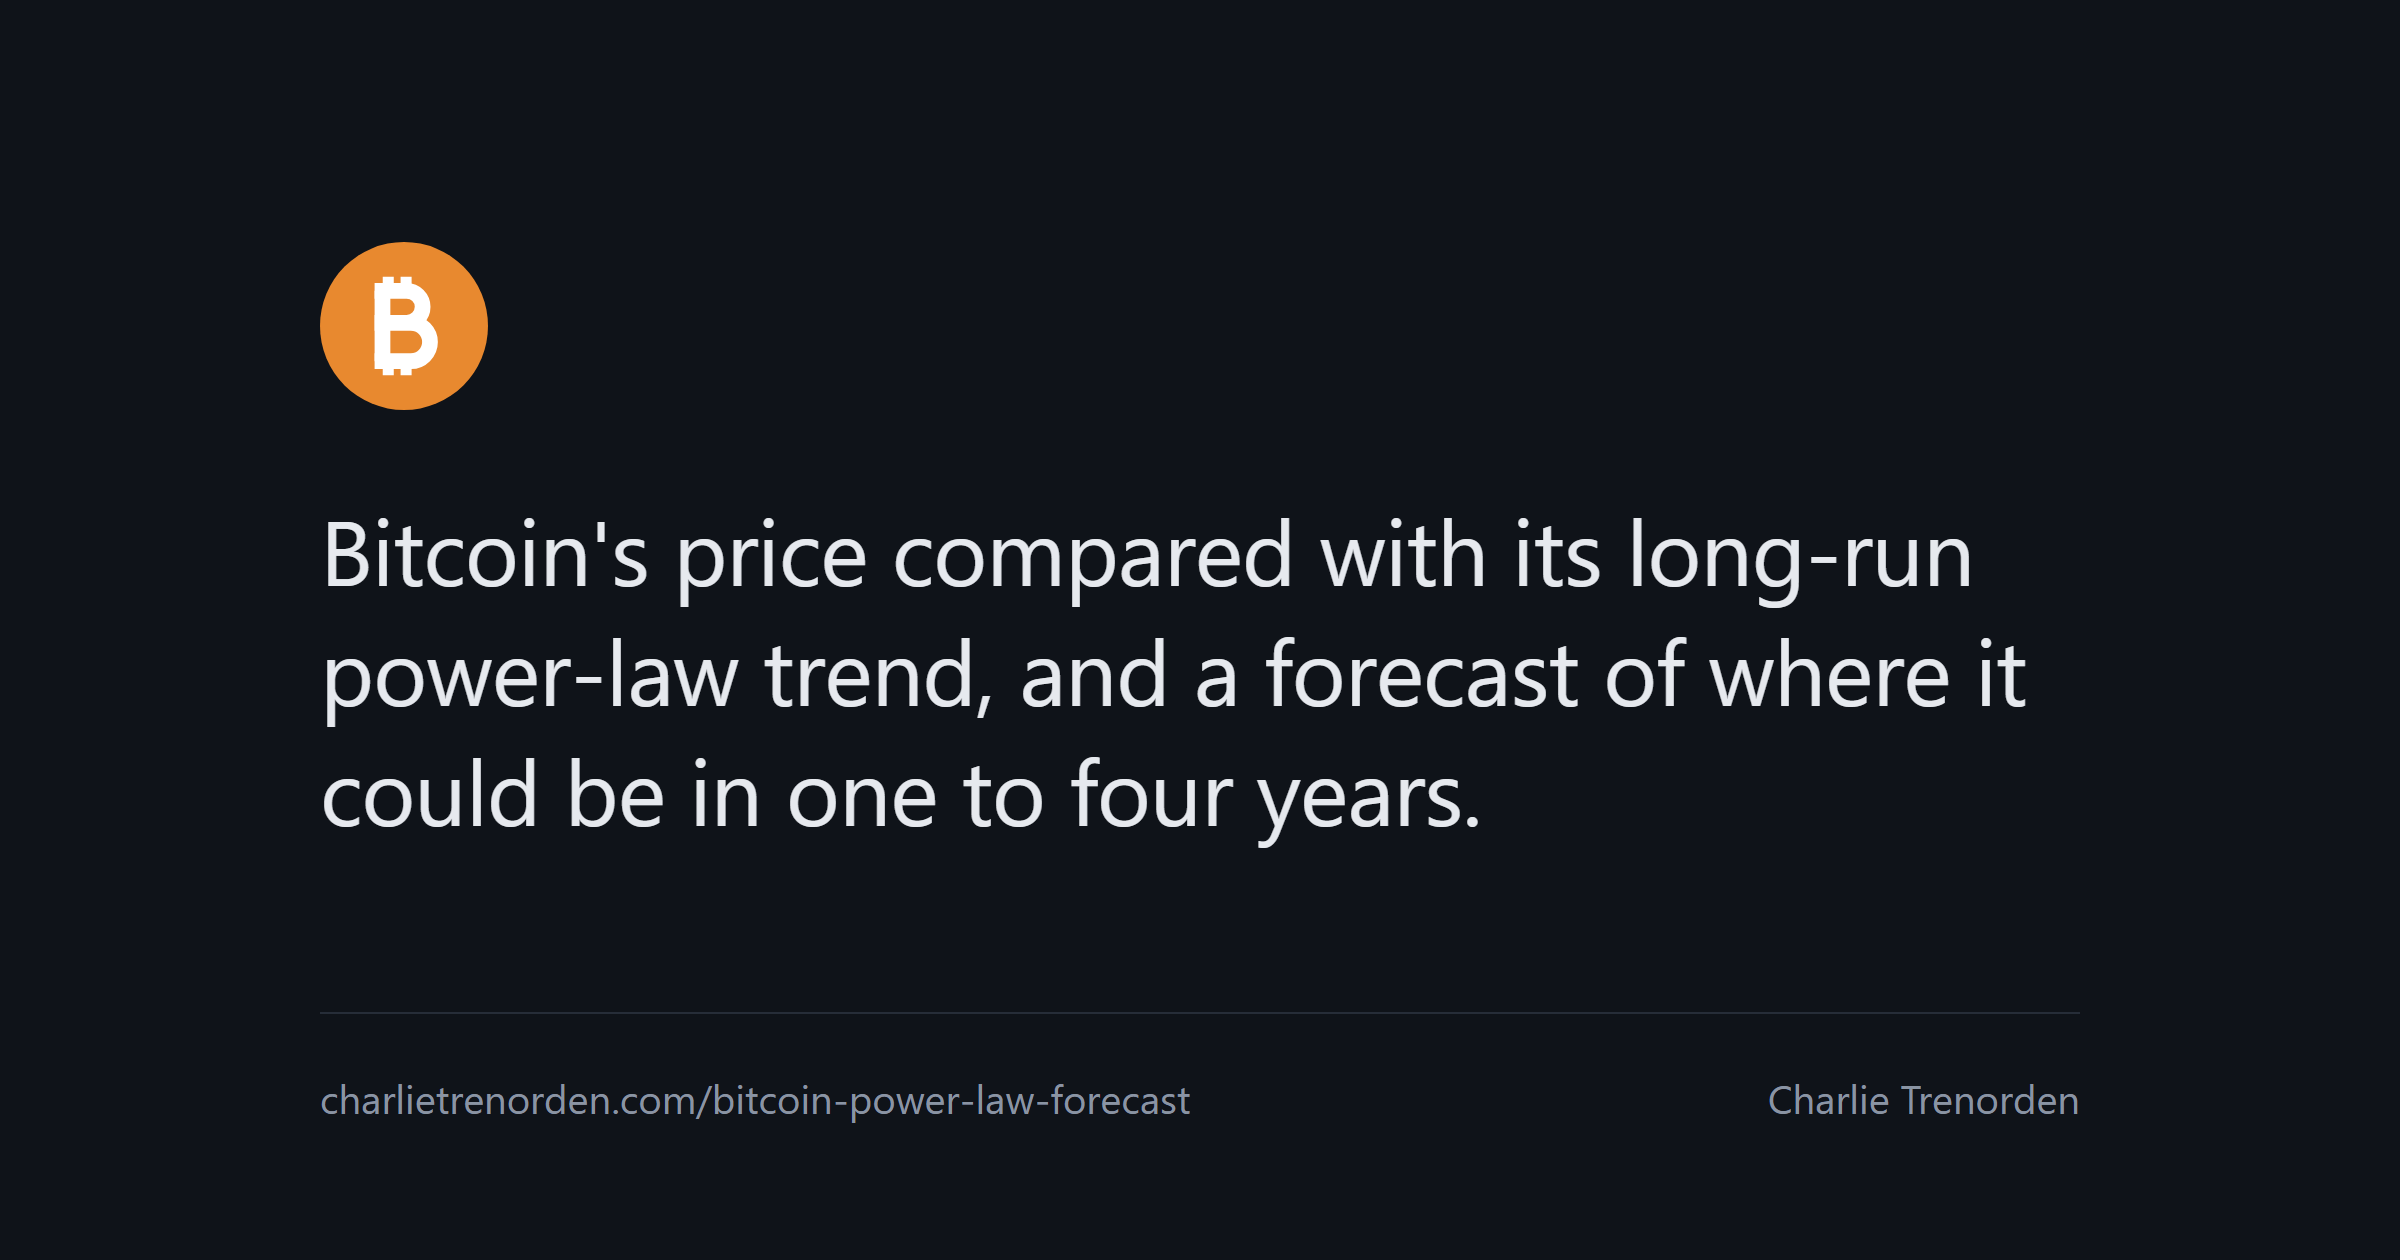 Bitcoin's price compared with its long-run
power-law trend, and a forecast of where it
could be in one to four years.
charlietrenorden.com/bitcoin-power-law-forecast
Charlie Trenorden